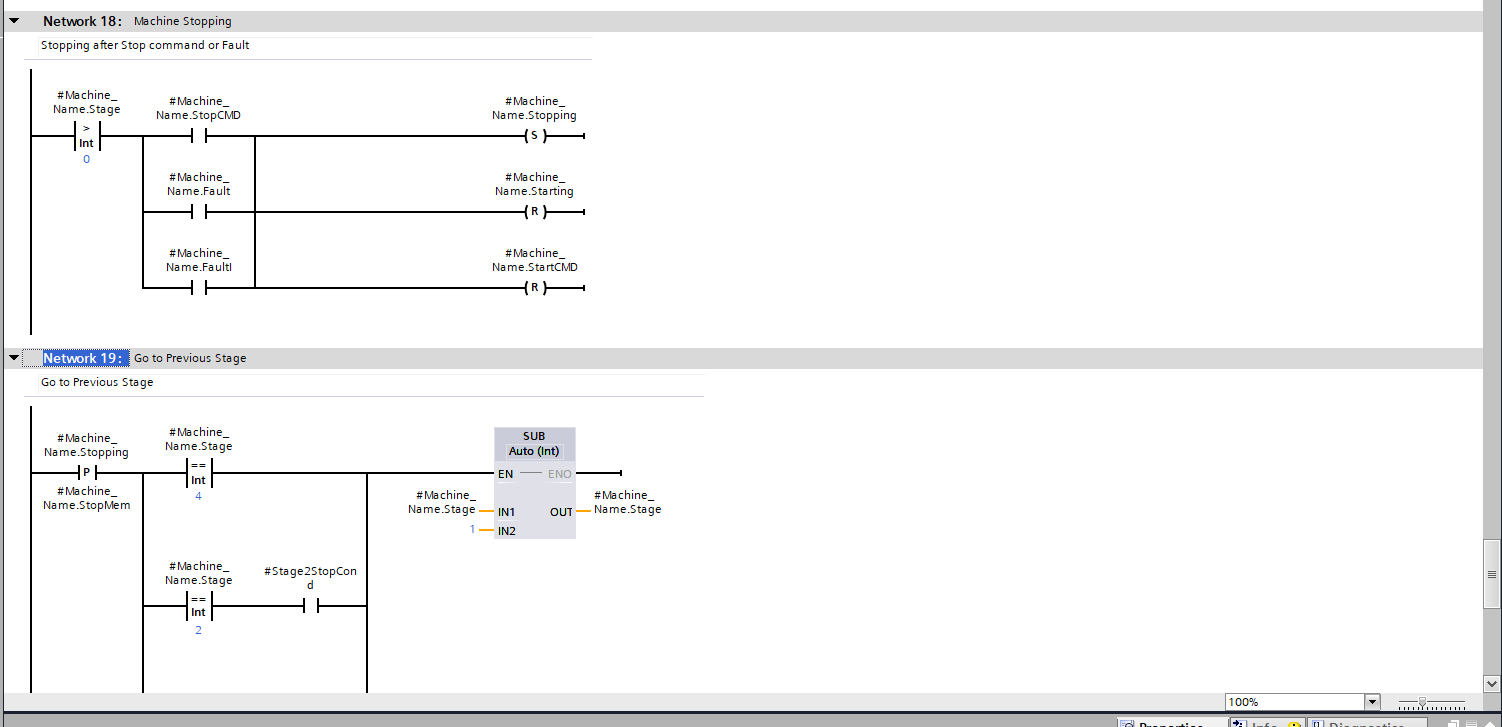 Network 18: Machine Stopping
Stopping after Stop command or Fault
#Machine_
Name.Stage
>
Int
0
#Machine_
Name.StopCMD
#Machine_
Name.Stopping
S
#Machine_
Name.Fault
#Machine_
Name.Starting
R
#Machine_
Name.FaultI
#Machine_
Name.StartCMD
R
Network 19: Go to Previous Stage
Go to Previous Stage
#Machine_
Name.Stopping
P
#Machine_
Name.StopMem
#Machine_
Name.Stage
==
Int
4
SUB
Auto (Int)
EN ENO
#Machine_
Name.Stage
IN1
1
IN2
OUT
#Machine_
Name.Stage
#Machine_
Name.Stage
==
Int
2
#Stage2StopCon
d
100%
Properties
Info
Diagnostics